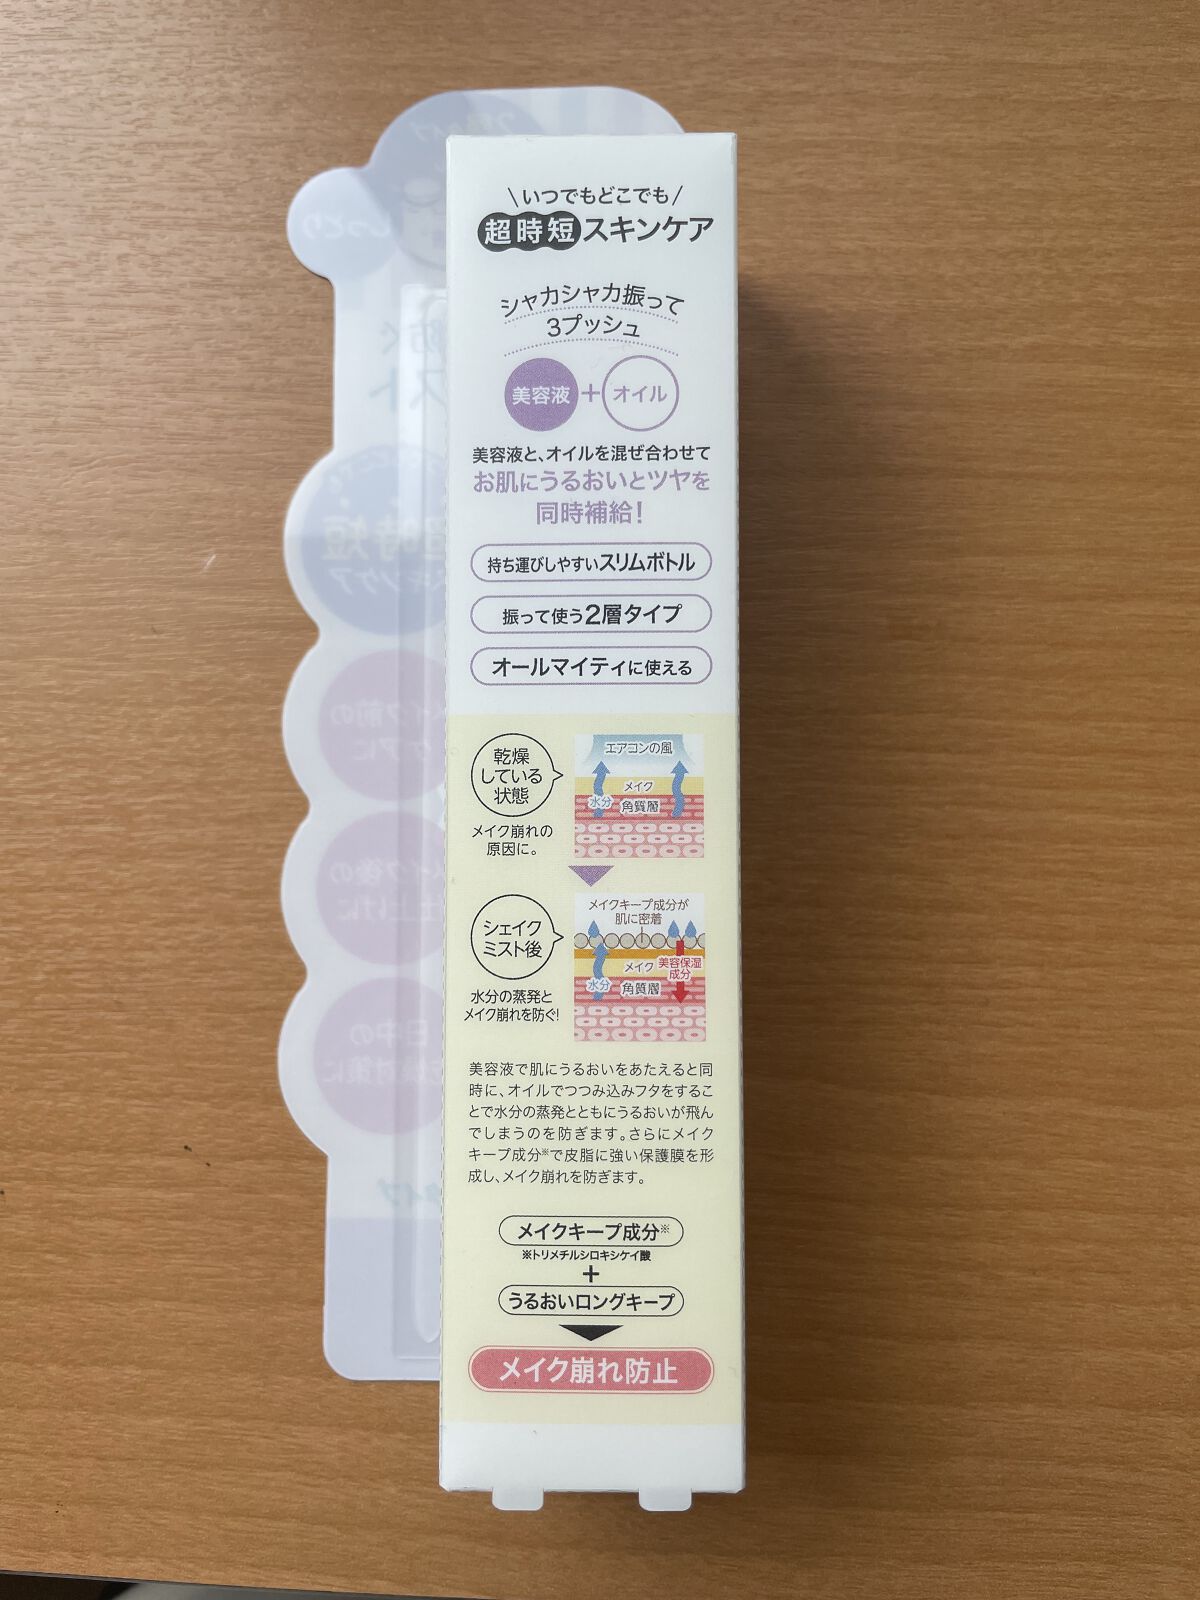 \いつでもどこでも/
超時短スキンケア
シャカシャカ振って
3プッシュ
美容液+オイル
美容液と、オイルを混ぜ合わせて
お肌にうるおいとツヤを
同時補給!
持ち運びしやすいスリムボトル
振って使う2層タイプ
オールマイティに使える
乾燥
している
状態
メイク崩れの
原因に。
エアコンの風
メイク
水分
角質層
シェイク
ミスト後
水分の蒸発と
メイク崩れを防ぐ!
メイクキープ成分が
肌に密着
メイク
美容保湿
成分
水分
角質層
美容液で肌にうるおいをあたえると同
時に、オイルでつつみ込みフタをするこ
とで水分の蒸発とともにうるおいが飛ん
でしまうのを防ぎます。さらにメイク
キープ成分※で皮脂に強い保護膜を形
成し、メイク崩れを防ぎます。
メイクキープ成分※
※トリメチルシロキシケイ酸
+
うるおいロングキープ
メイク崩れ防止